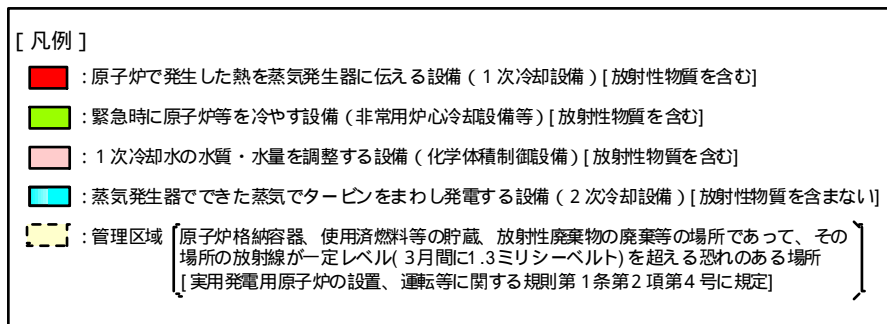 [ 凡例 ]
：原子炉で発生した熱を蒸気発生器に伝える設備（１次冷却設備）[放射性物質を含む]
：緊急時に原子炉等を冷やす設備（非常用炉心冷却設備等）[放射性物質を含む]
：１次冷却水の水質・水量を調整する設備（化学体積制御設備）[放射性物質を含む]
：蒸気発生器でできた蒸気でタービンをまわし発電する設備（２次冷却設備）[放射性物質を含まない]
：管理区域 原子炉格納容器、使用済燃料等の貯蔵、放射性廃棄物の廃棄等の場所であって、その
場所の放射線が一定レベル(３月間に1.3ミリシーベルト)を超える恐れのある場所
[実用発電用原子炉の設置、運転等に関する規則第１条第２項第４号に規定]